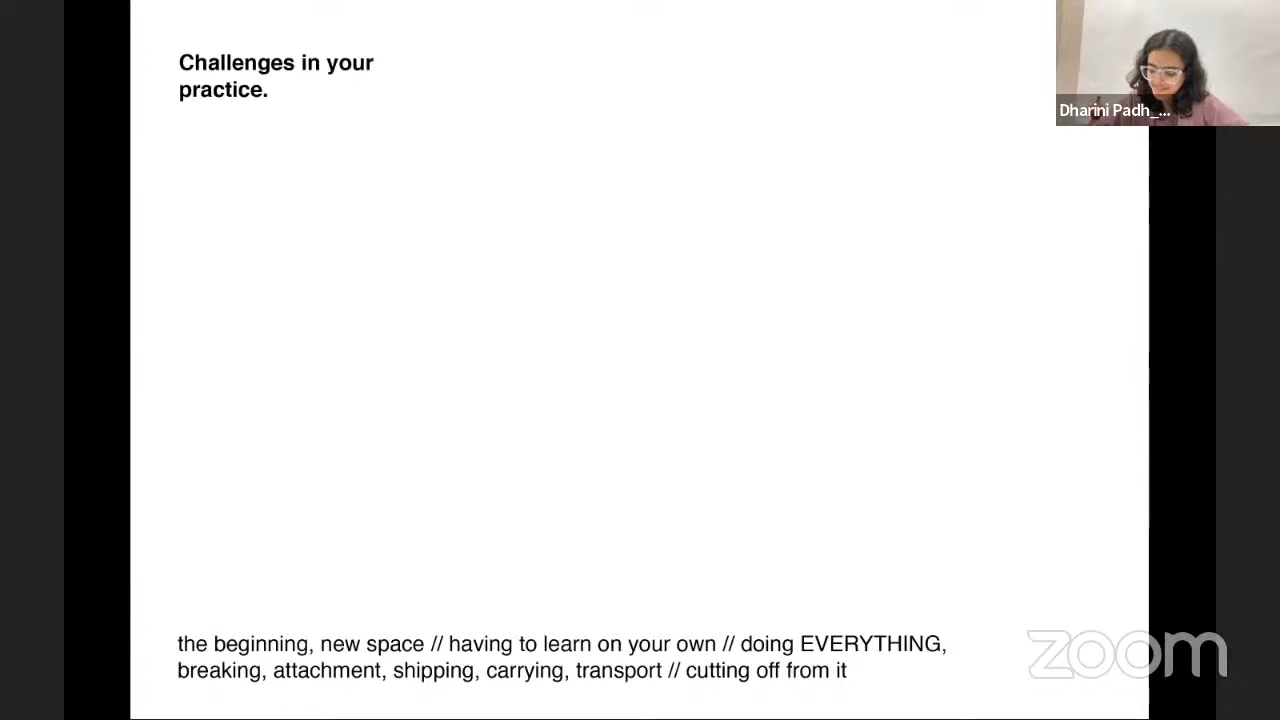 Challenges in your
practice.
Dharini Padh_...
the beginning, new space // having to learn on your own // doing EVERYTHING,
breaking, attachment, shipping, carrying, transport // cutting off from it
zoom